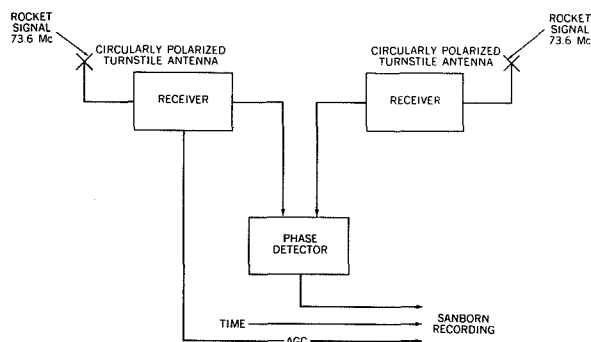 ROCKET
SIGNAL
73.6 Mc
CIRCULARLY POLARIZED
TURNSTILE ANTENNA
RECEIVER
ROCKET
SIGNAL
73.6 Mc
CIRCULARLY POLARIZED
TURNSTILE ANTENNA
RECEIVER
PHASE
DETECTOR
TIME
AGC
SANBORN
RECORDING